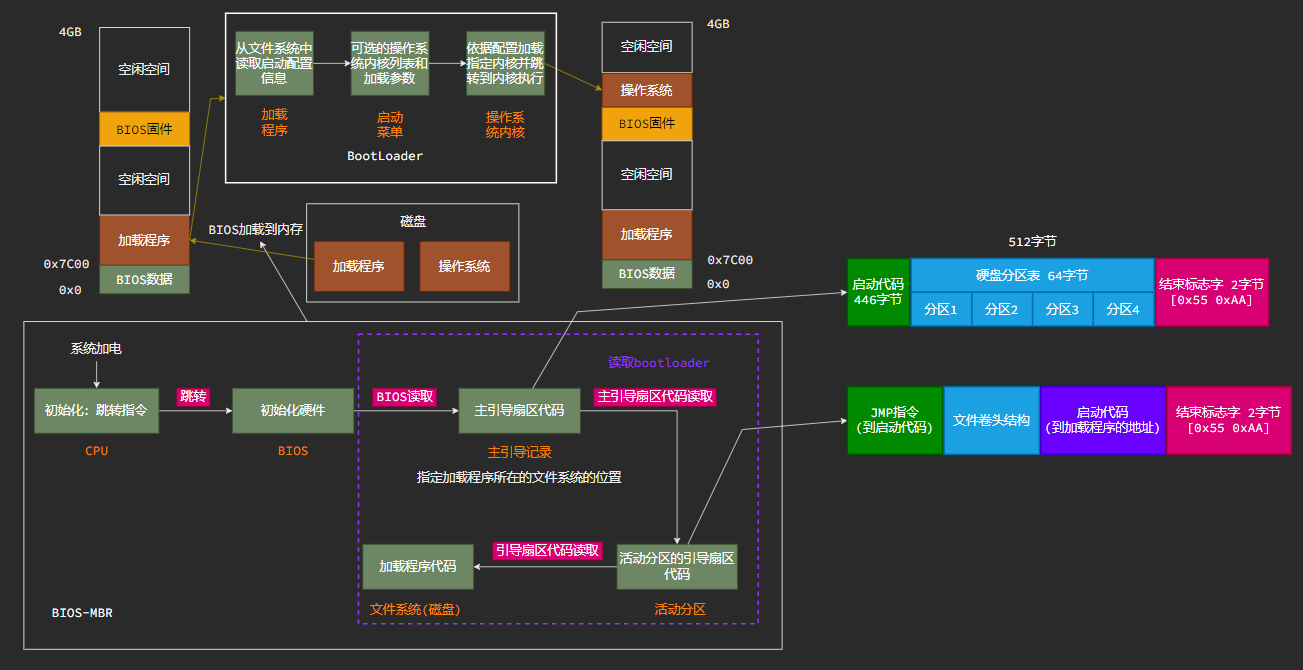 4GB
空闲空间
BIOS固件
空闲空间
加载程序
0x7C00
BIOS数据
0x0
从文件系统中
读取启动配置
信息
可选的操作系
统内核列表和
加载参数
依据配置加载
指定内核并跳
转到内核执行
加载
程序
启动
菜单
操作系
统内核
BootLoader
4GB
空闲空间
操作系统
BIOS固件
空闲空间
加载程序
0x7C00
BIOS数据
0x0
BIOS加载到内存
磁盘
加载程序
操作系统
512字节
启动代码
446字节
硬盘分区表 64字节
分区1
分区2
分区3
分区4
结束标志字 2字节
[0x55 0xAA]
系统加电
初始化：跳转指令
CPU
跳转
初始化硬件
BIOS
BIOS读取
读取bootloader
主引导扇区代码
主引导记录
主引导扇区代码读取
指定加载程序所在的文件系统的位置
JMP指令
(到启动代码)
文件卷头结构
启动代码
(到加载程序的地址)
结束标志字 2字节
[0x55 0xAA]
加载程序代码
文件系统(磁盘)
引导扇区代码读取
活动分区的引导扇区
代码
活动分区
BIOS-MBR